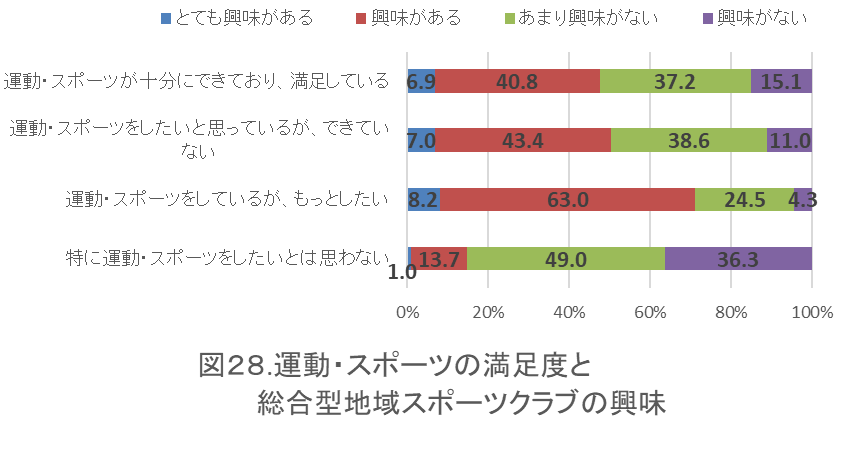 とても興味がある 興味がある あまり興味がない 興味がない
運動・スポーツが十分にできており、満足している 6.9 40.8 37.2 15.1
運動・スポーツをしたいと思っているが、できてい
ない 7.0 43.4 38.6 11.0
運動・スポーツをしているが、もっとしたい 8.2 63.0 24.5 4.3
特に運動・スポーツをしたいとは思わない 1.0 13.7 49.0 36.3
0% 20% 40% 60% 80% 100%
図28.運動・スポーツの満足度と
総合型地域スポーツクラブの興味